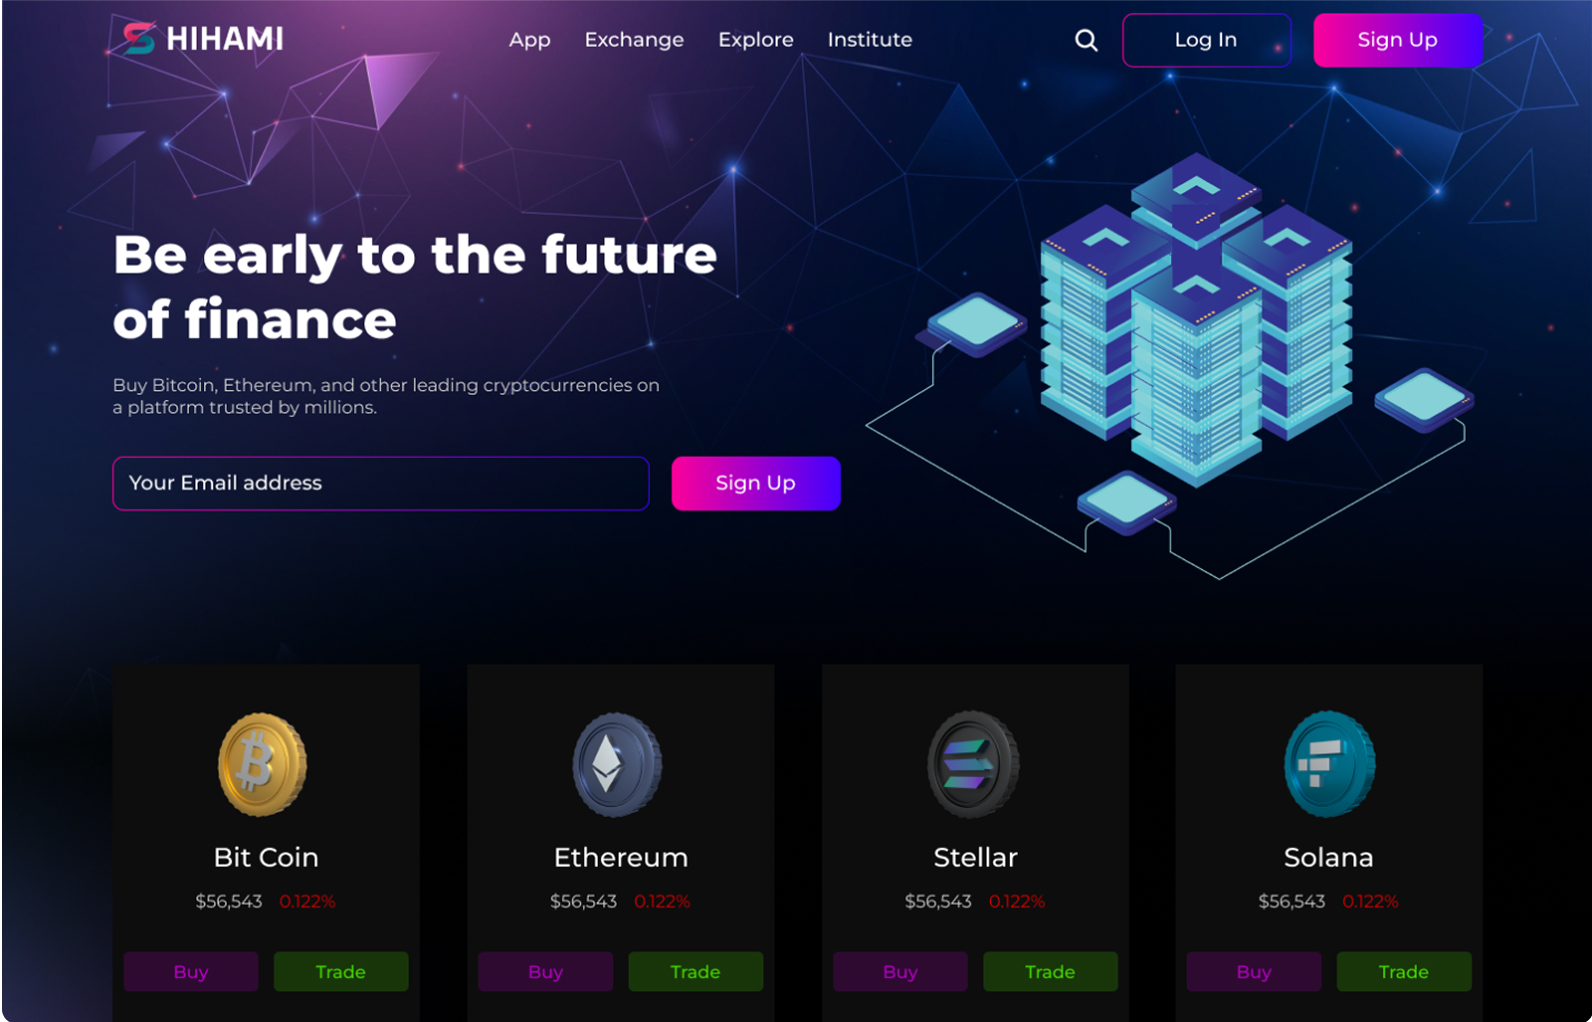 HIHAMI
App
Exchange
Explore
Institute
Log In
Sign Up
Be early to the future
of finance
Buy Bitcoin, Ethereum, and other leading cryptocurrencies on
a platform trusted by millions.
Your Email address
Sign Up
Bit Coin
$56,543 0.122%
Buy
Trade
Ethereum
$56,543 0.122%
Buy
Trade
Stellar
$56,543 0.122%
Buy
Trade
Solana
$56,543 0.122%
Buy
Trade